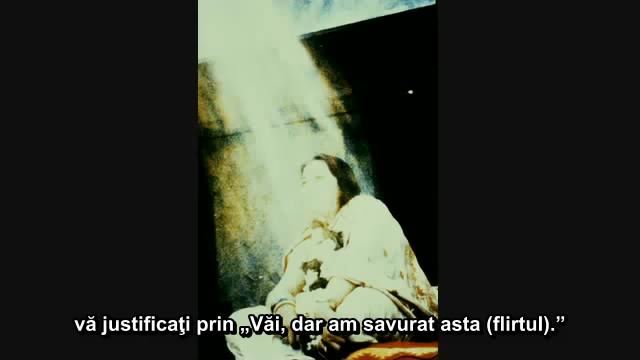 vă justificaţi prin „Văi, dar am savurat asta (flirtul).”